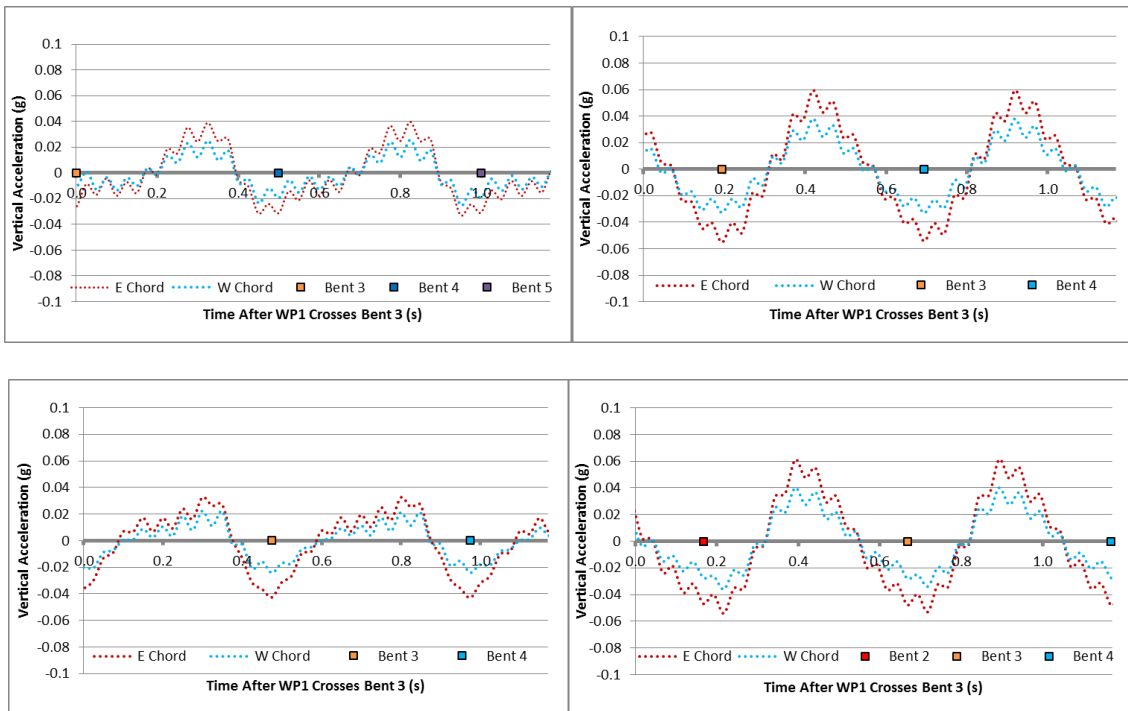 0.1
0.08
0.06
0.04
0.02
0
-0.02
-0.04
-0.06
-0.08
-0.1
Vertical Acceleration (g)
0.0 0.2 0.4 0.6 0.8 1.0
E Chord W Chord Bent 3 Bent 4 Bent 5
Time After WP1 Crosses Bent 3 (s)
0.1
0.08
0.06
0.04
0.02
0
-0.02
-0.04
-0.06
-0.08
-0.1
Vertical Acceleration (g)
0.0 0.2 0.4 0.6 0.8 1.0
E Chord W Chord Bent 3 Bent 4
Time After WP1 Crosses Bent 3 (s)
0.1
0.08
0.06
0.04
0.02
0
-0.02
-0.04
-0.06
-0.08
-0.1
Vertical Acceleration (g)
0.0 0.2 0.4 0.6 0.8 1.0
E Chord W Chord Bent 3 Bent 4
Time After WP1 Crosses Bent 3 (s)
0.1
0.08
0.06
0.04
0.02
0
-0.02
-0.04
-0.06
-0.08
-0.1
Vertical Acceleration (g)
0.0 0.2 0.4 0.6 0.8 1.0
E Chord W Chord Bent 2 Bent 3 Bent 4
Time After WP1 Crosses Bent 3 (s)